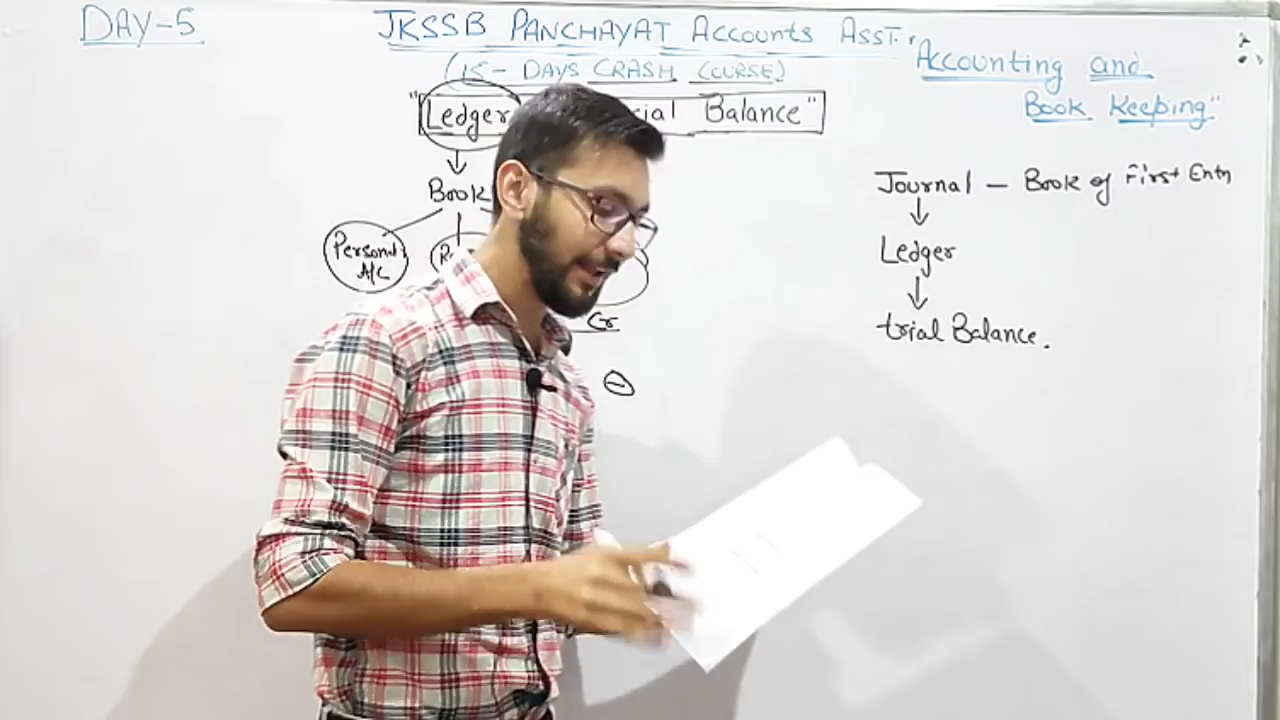 DAY-5
JKSSB PANCHAYAT Accounts ASST.
(15-DAYS CRASH COURSE)
"Accounting and
Book Keeping"
"Ledger Balance"
Book
Personal
A/C
Cr
⊖
Journal - Book of First Entry
↓
Ledger
↓
trial Balance.